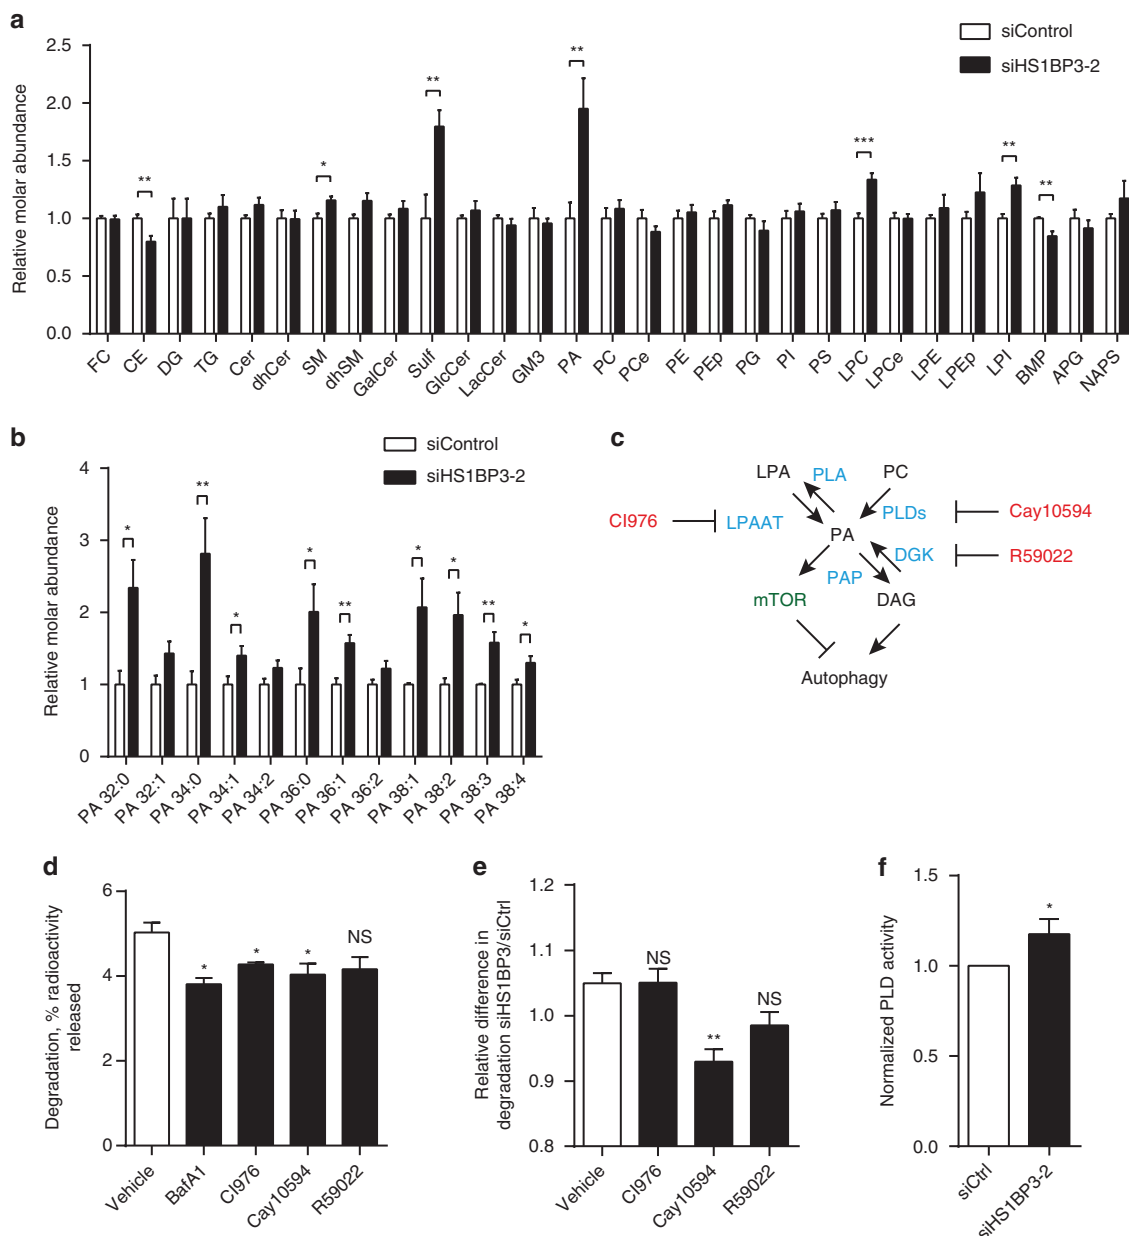 a
siControl
siHS1BP3-2
Relative molar abundance
2.5
2.0
1.5
1.0
0.5
0.0
**
*
**
**
***
**
**
FC CE DG TG Cer dhCer SM dhSM GalCer Sulf GlcCer LacCer GM3 PA PC PCe PE PEp PG PI PS LPC LPCe LPE LPEp LPI BMP APG NAPS
b
siControl
siHS1BP3-2
Relative molar abundance
4
3
2
1
0
*
**
*
*
**
*
*
**
*
PA 32:0 PA 32:1 PA 34:0 PA 34:1 PA 34:2 PA 36:0 PA 36:1 PA 36:2 PA 38:1 PA 38:2 PA 38:3 PA 38:4
c
LPA PLA PC
CI976 LPAAT PLDs Cay10594
PA
DGK R59022
PAP
mTOR DAG
Autophagy
d
Degradation, % radioactivity
released
6
4
2
0
*
*
*
NS
Vehicle BafA1 CI976 Cay10594 R59022
e
Relative difference in
degradation siHS1BP3/siCtrl
1.2
1.1
1.0
0.9
0.8
NS
**
NS
Vehicle CI976 Cay10594 R59022
f
Normalized PLD activity
1.5
1.0
0.5
0.0
*
siCtrl siHS1BP3-2